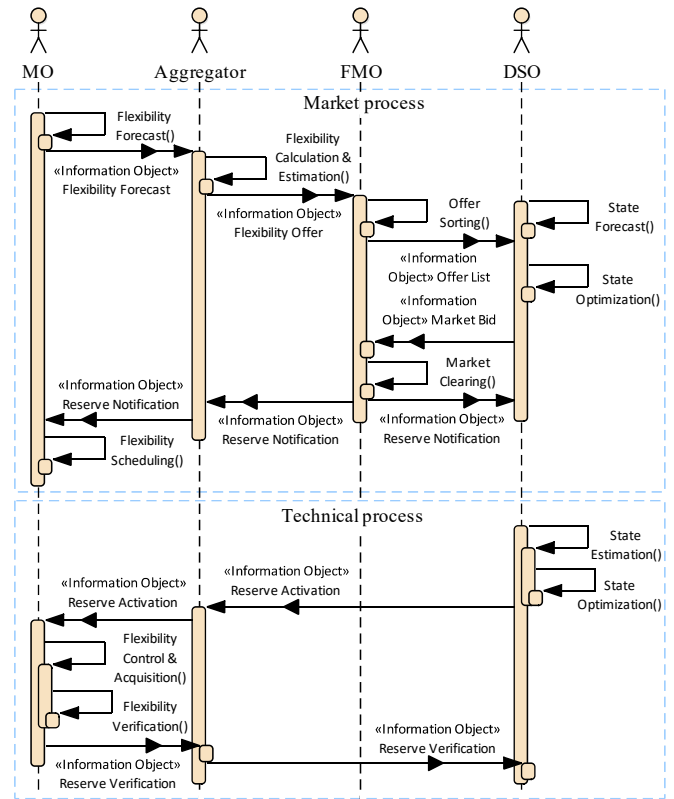 MO
Aggregator
FMO
DSO
Market process
Flexibility
Forecast()
«Information Object»
Flexibility Forecast
Flexibility
Calculation &
Estimation()
«Information Object»
Flexibility Offer
Offer
Sorting()
State
Forecast()
«Information
Object» Offer List
State
Optimization()
«Information
Object» Market Bid
Market
Clearing()
«Information Object»
Reserve Notification
«Information Object»
Reserve Notification
«Information Object»
Reserve Notification
Flexibility
Scheduling()
Technical process
State
Estimation()
State
Optimization()
«Information Object»
Reserve Activation
«Information Object»
Reserve Activation
Flexibility
Control &
Acquisition()
Flexibility
Verification()
«Information Object»
Reserve Verification
«Information Object»
Reserve Verification